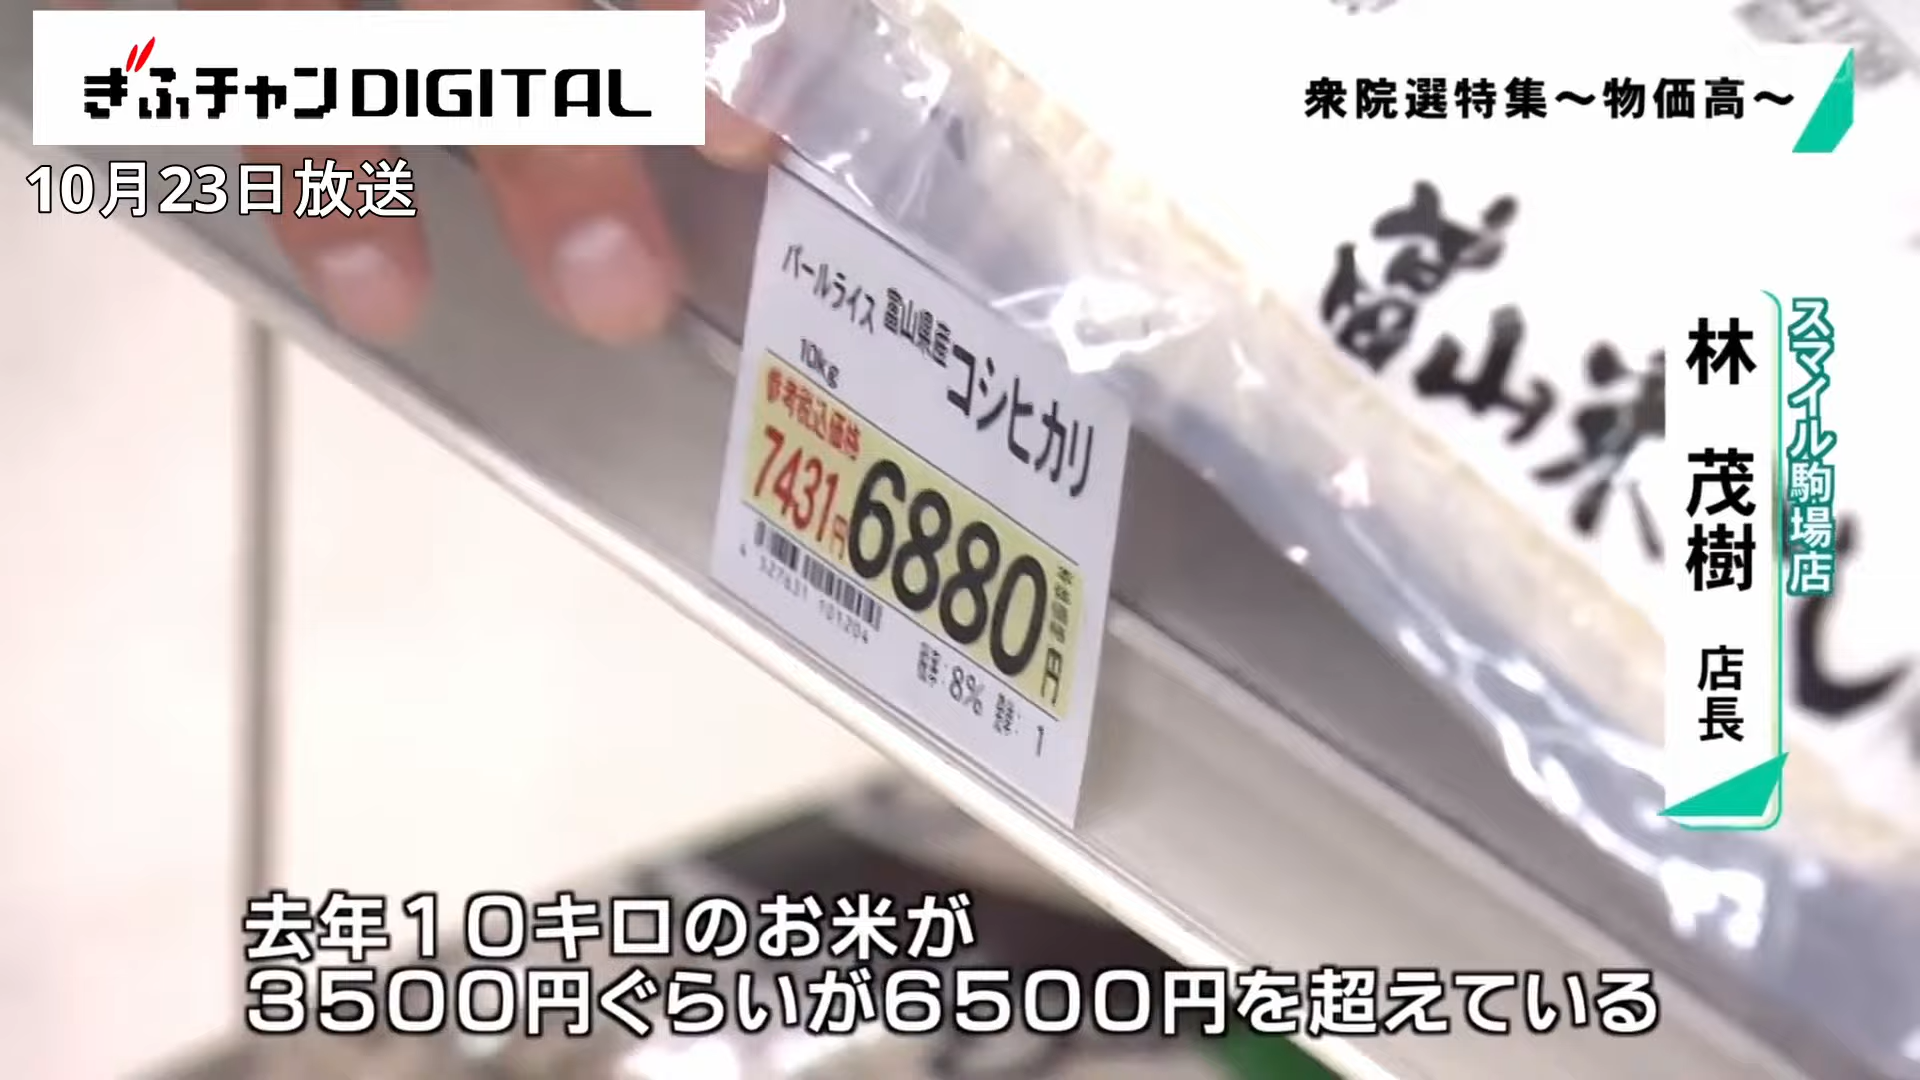 ぎふチャンDIGITAL
10月23日放送
衆院選特集～物価高～
スマイル駒場店
林 茂樹 店長
富山米
パールライス 富山県産コシヒカリ
10kg
参考税込価格
7431円
6880円
本体価格
4 527631 101204
税率:8%
1
去年10キロのお米が
3500円ぐらいが6500円を超えている